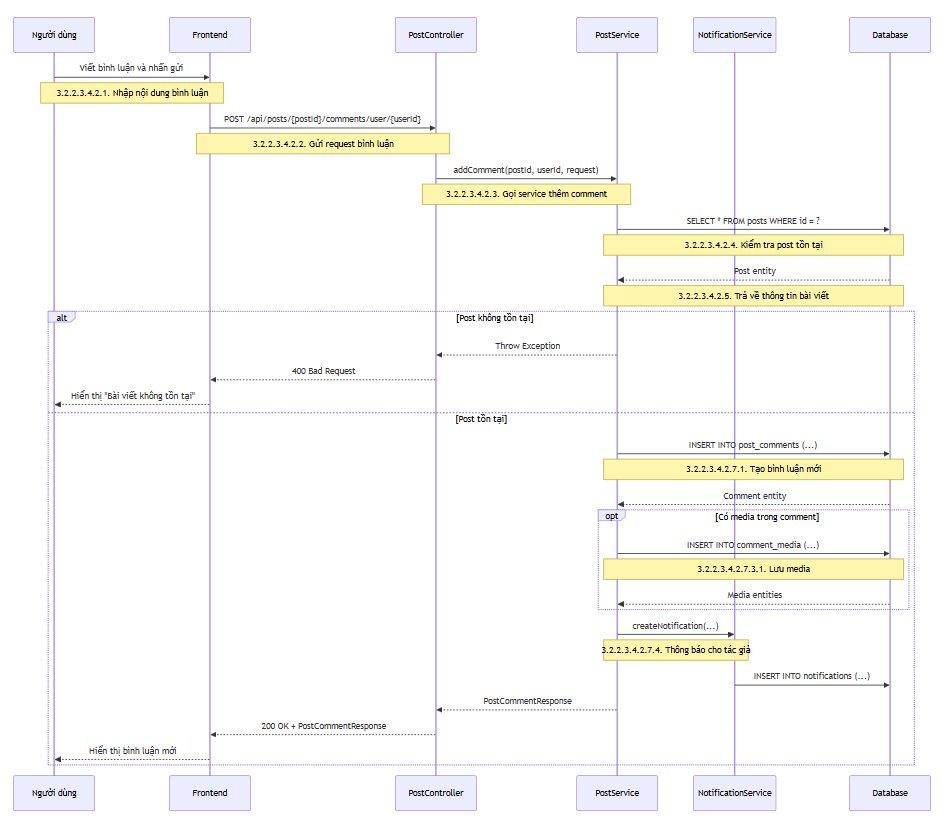 Người dùng
Frontend
PostController
PostService
NotificationService
Database
Viết bình luận và nhấn gửi
3.2.2.3.4.2.1. Nhập nội dung bình luận
POST /api/posts/{postId}/comments/user/{userId}
3.2.2.3.4.2.2. Gửi request bình luận
addComment(postId, userId, request)
3.2.2.3.4.2.3. Gọi service thêm comment
SELECT * FROM posts WHERE id = ?
3.2.2.3.4.2.4. Kiểm tra post tồn tại
Post entity
3.2.2.3.4.2.5. Trả về thông tin bài viết
alt
[Post không tồn tại]
Throw Exception
400 Bad Request
Hiển thị "Bài viết không tồn tại"
[Post tồn tại]
INSERT INTO post_comments (...)
3.2.2.3.4.2.7.1. Tạo bình luận mới
Comment entity
opt
[Có media trong comment]
INSERT INTO comment_media (...)
3.2.2.3.4.2.7.3.1. Lưu media
Media entities
createNotification(...)
3.2.2.3.4.2.7.4. Thông báo cho tác giả
INSERT INTO notifications (...)
PostCommentResponse
200 OK + PostCommentResponse
Hiển thị bình luận mới
Người dùng
Frontend
PostController
PostService
NotificationService
Database